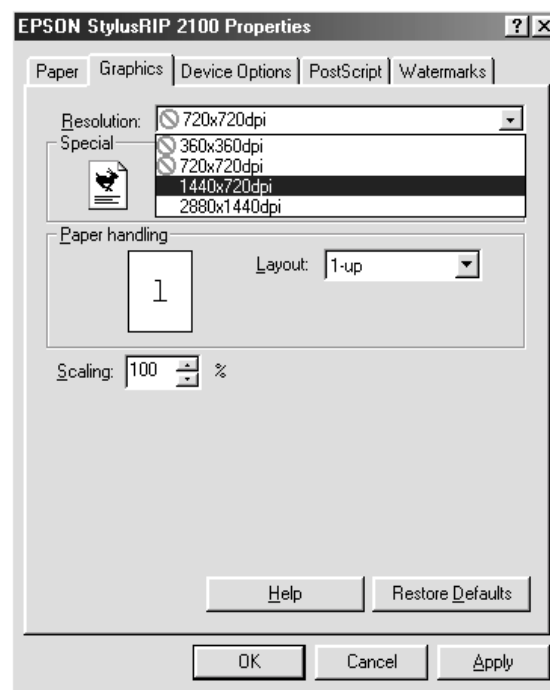 EPSON StylusRIP 2100 Properties ? X
Paper Graphics Device Options PostScript Watermarks
Resolution: 720x720dpi
Special
360x360dpi
720x720dpi
1440x720dpi
2880x1440dpi
Paper handling
1
Layout: 1-up
Scaling: 100 %
Help Restore Defaults
OK Cancel Apply